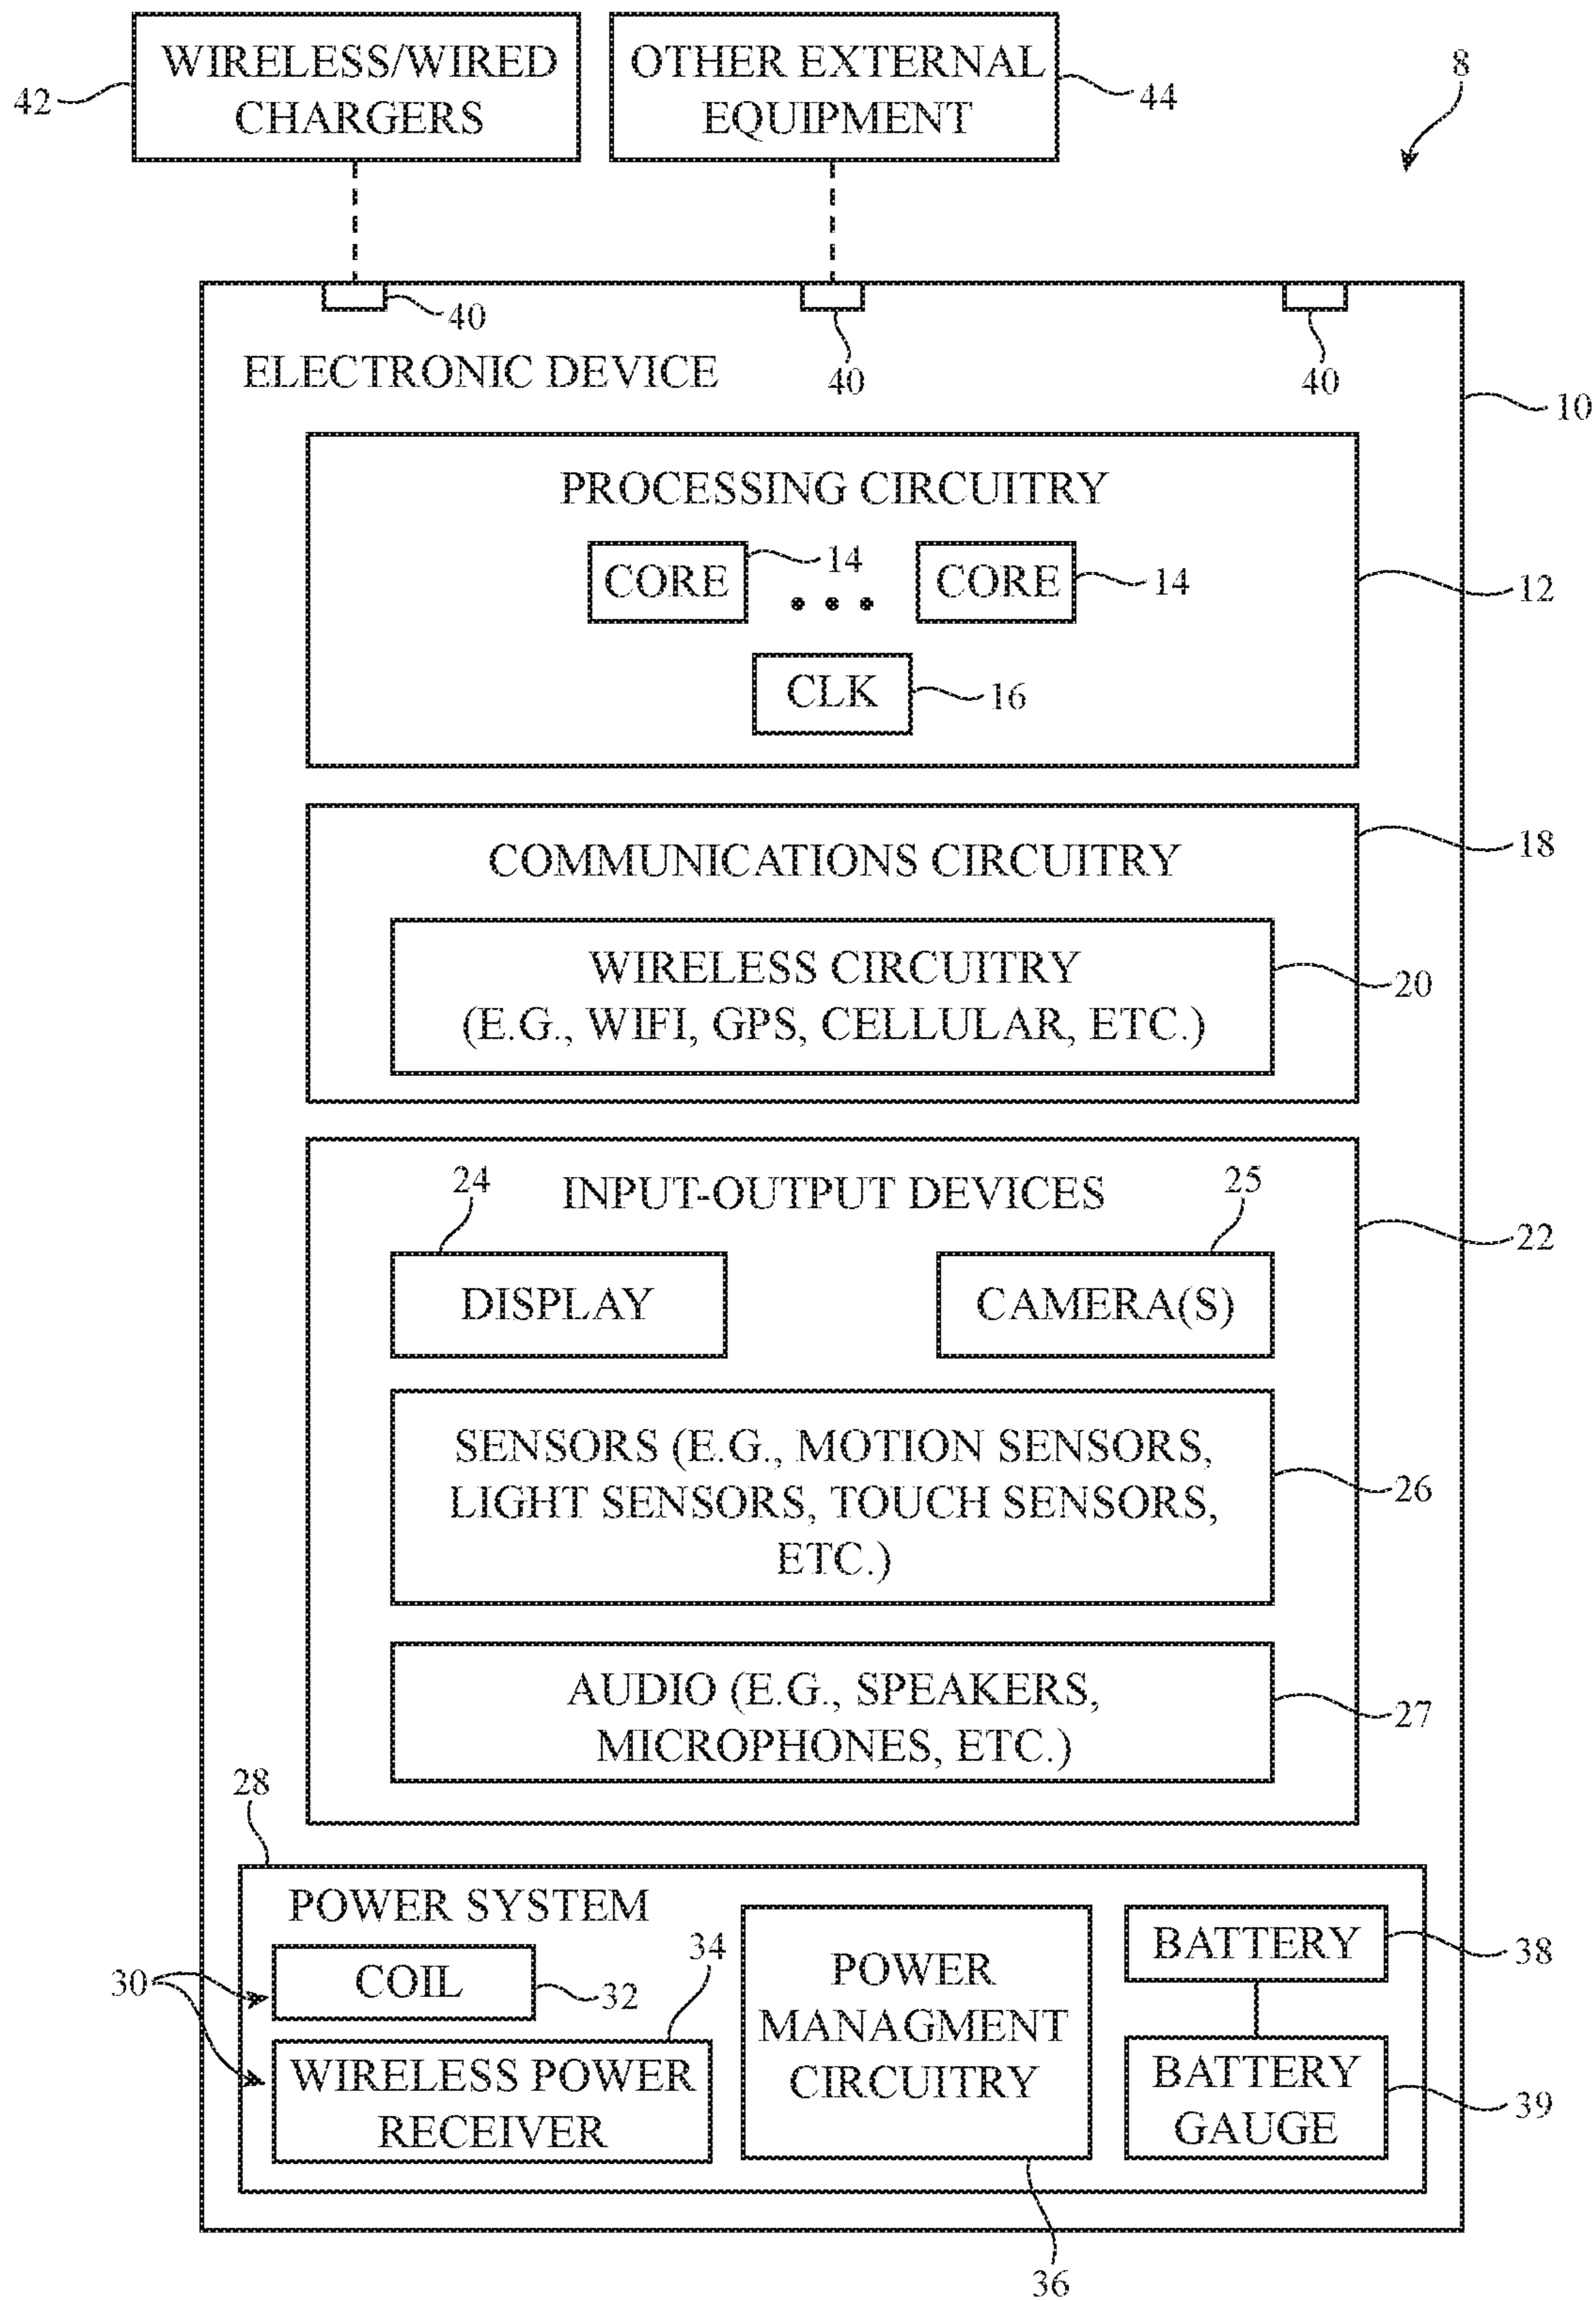 WIRELESS/WIRED
CHARGERS
42
OTHER EXTERNAL
EQUIPMENT
44
8
40
40
40
ELECTRONIC DEVICE
10
PROCESSING CIRCUITRY
CORE
14
CORE
14
12
CLK
16
COMMUNICATIONS CIRCUITRY
18
WIRELESS CIRCUITRY
(E.G., WIFI, GPS, CELLULAR, ETC.)
20
24
INPUT-OUTPUT DEVICES
25
22
DISPLAY
CAMERA(S)
SENSORS (E.G., MOTION SENSORS,
LIGHT SENSORS, TOUCH SENSORS,
ETC.)
26
AUDIO (E.G., SPEAKERS,
MICROPHONES, ETC.)
27
28
POWER SYSTEM
30
COIL
32
34
WIRELESS POWER
RECEIVER
POWER
MANAGMENT
CIRCUITRY
36
BATTERY
38
BATTERY
GAUGE
39